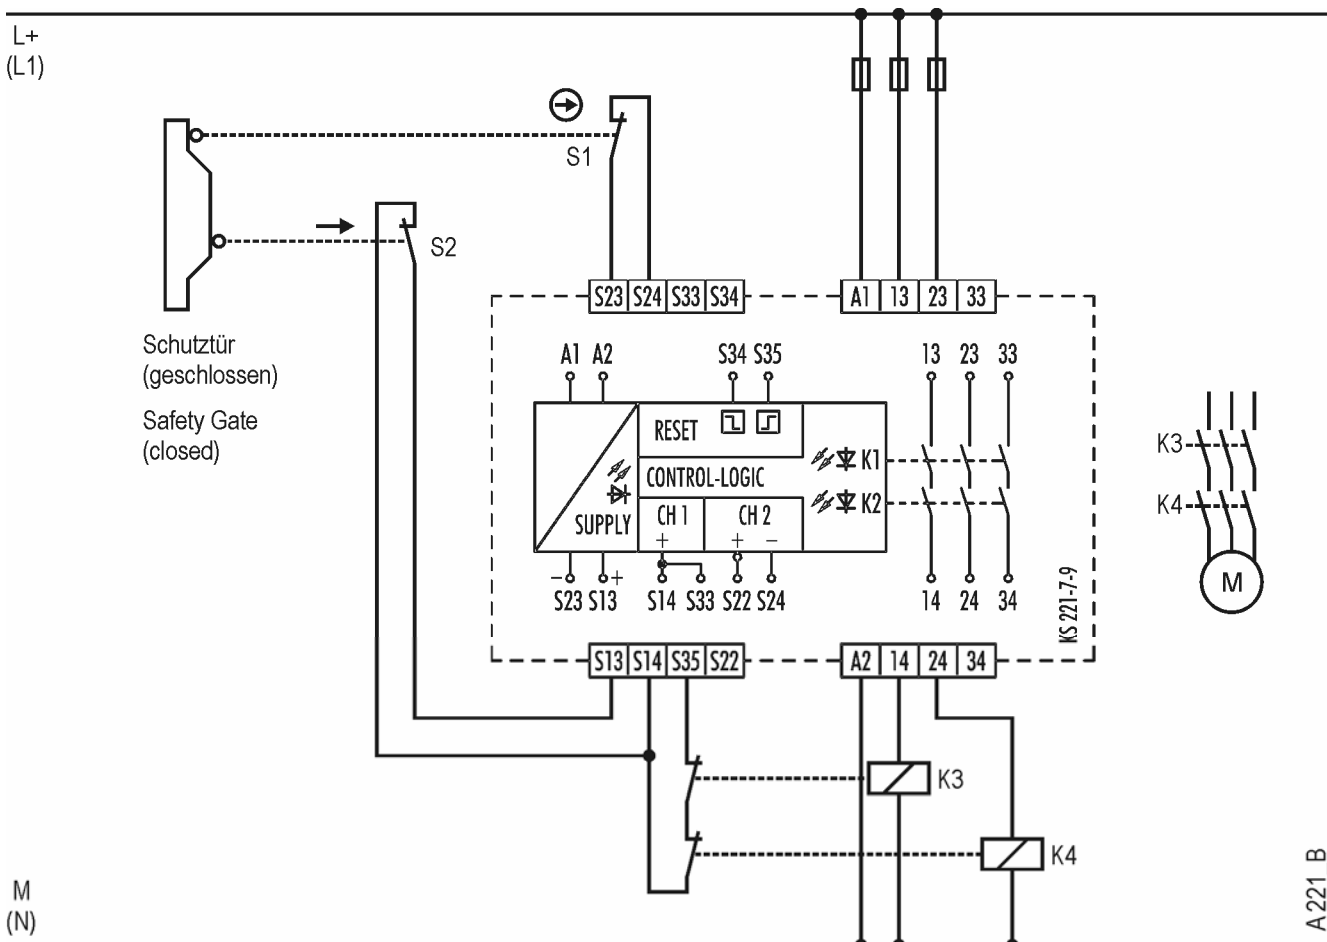 L+
(L1)
S1
S2
Schutztür
(geschlossen)
Safety Gate
(closed)
S23 S24 S33 S34
A1 13 23 33
A1 A2 S34 S35 13 23 33
RESET
CONTROL-LOGIC
SUPPLY
CH 1 CH 2
+ + −
K1
K2
− +
S23 S13 S14 S33 S22 S24 14 24 34
KS 221-7-9
K3
K4
M
S13 S14 S35 S22
A2 14 24 34
K3
K4
M
(N)
A221_B